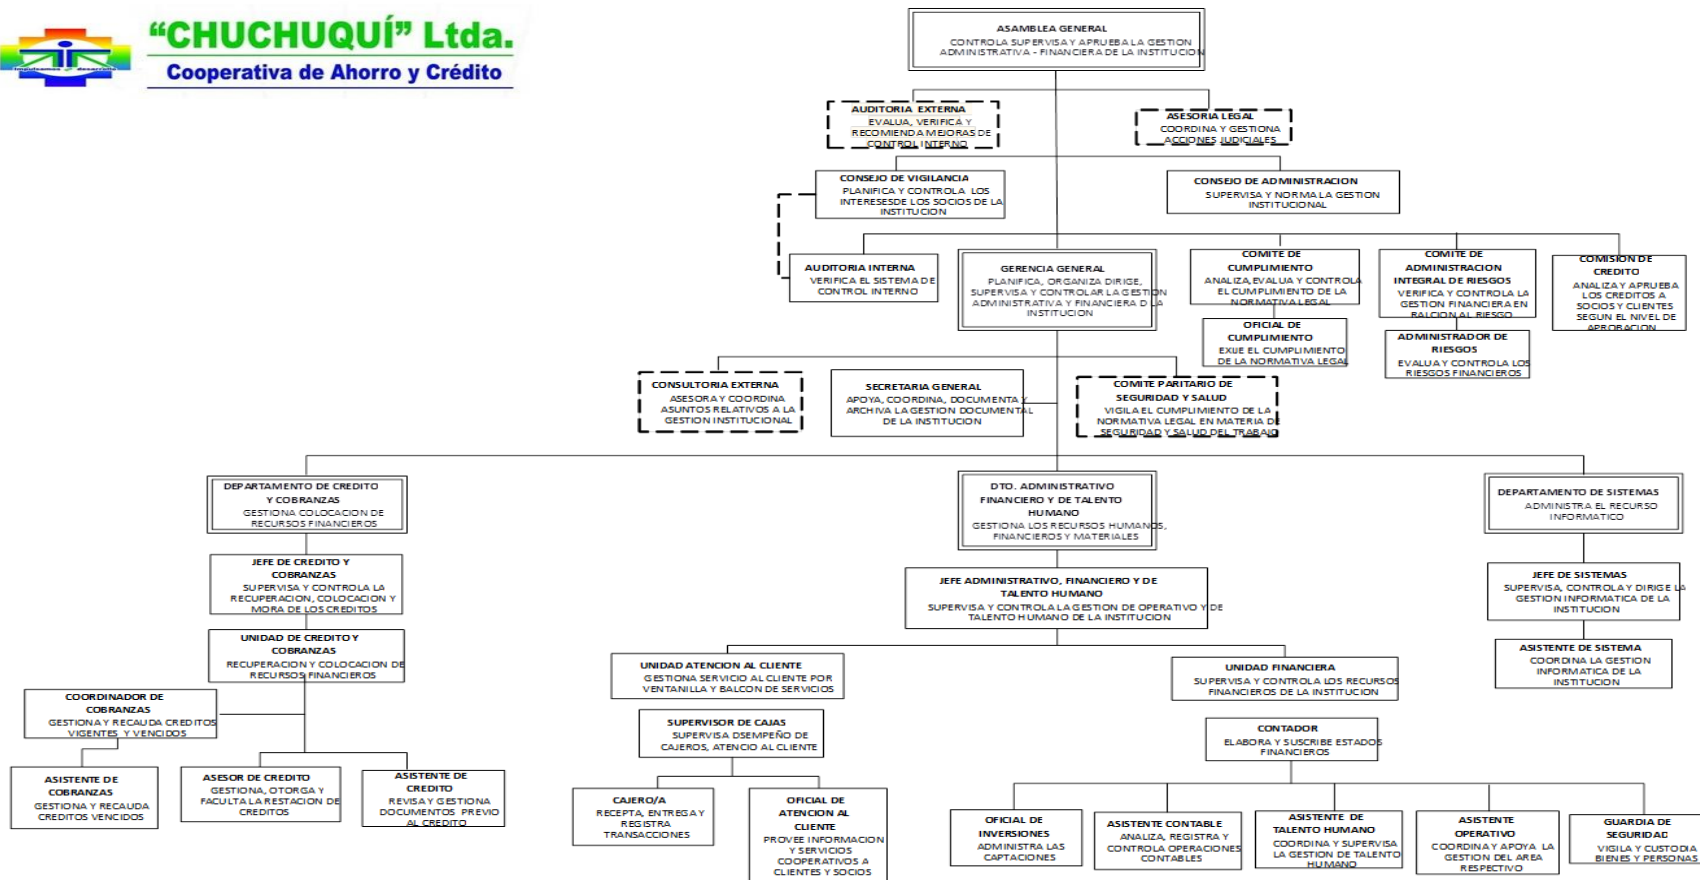 “CHUCHUQUÍ” Ltda.
Cooperativa de Ahorro y Crédito
Impulsamos desarrollo
ASAMBLEA GENERAL
CONTROLA SUPERVISA Y APRUEBA LA GESTION
ADMINISTRATIVA - FINANCIERA DE LA INSTITUCION
AUDITORIA EXTERNA
EVALUA, VERIFICA Y
RECOMIENDA MEJORAS DE
CONTROL INTERNO
ASESORIA LEGAL
COORDINA Y GESTIONA
ACCIONES JUDICIALES
CONSEJO DE VIGILANCIA
PLANIFICA Y CONTROLA LOS
INTERESESDE LOS SOCIOS DE LA
INSTITUCION
CONSEJO DE ADMINISTRACION
SUPERVISA Y NORMA LA GESTION
INSTITUCIONAL
AUDITORIA INTERNA
VERIFICA EL SISTEMA DE
CONTROL INTERNO
GERENCIA GENERAL
PLANIFICA, ORGANIZA DIRIGE,
SUPERVISA Y CONTROLAR LA GESTION
ADMINISTRATIVA Y FINANCIERA D LA
INSTITUCION
COMITE DE
CUMPLIMIENTO
ANALIZA,EVALUA Y CONTROLA
EL CUMPLIMIENTO DE LA
NORMATIVA LEGAL
COMITE DE
ADMINISTRACION
INTEGRAL DE RIESGOS
VERIFICA Y CONTROLA LA
GESTION FINANCIERA EN
RALCION AL RIESGO
COMISION DE
CREDITO
ANALIZA Y APRUEBA
LOS CREDITOS A
SOCIOS Y CLIENTES
SEGUN EL NIVEL DE
APROBACION
OFICIAL DE
CUMPLIMIENTO
EXIJE EL CUMPLIMIENTO
DE LA NORMATIVA LEGAL
ADMINISTRADOR DE
RIESGOS
EVALUA Y CONTROLA LOS
RIESGOS FINANCIEROS
CONSULTORIA EXTERNA
ASESORA Y COORDINA
ASUNTOS RELATIVOS A LA
GESTION INSTITUCIONAL
SECRETARIA GENERAL
APOYA, COORDINA, DOCUMENTA Y
ARCHIVA LA GESTION DOCUMENTAL
DE LA INSTITUCION
COMITE PARITARIO DE
SEGURIDAD Y SALUD
VIGILA EL CUMPLIMIENTO DE LA
NORMATIVA LEGAL EN MATERIA DE
SEGURIDAD Y SALUD DEL TRABAJO
DEPARTAMENTO DE CREDITO
Y COBRANZAS
GESTIONA COLOCACION DE
RECURSOS FINANCIEROS
DTO. ADMINISTRATIVO
FINANCIERO Y DE TALENTO
HUMANO
GESTIONA LOS RECURSOS HUMANOS,
FINANCIEROS Y MATERIALES
DEPARTAMENTO DE SISTEMAS
ADMINISTRA EL RECURSO
INFORMATICO
JEFE DE CREDITO Y
COBRANZAS
SUPERVISA Y CONTROLA LA
RECUPERACION, COLOCACION Y
MORA DE LOS CREDITOS
JEFE ADMINISTRATIVO, FINANCIERO Y DE
TALENTO HUMANO
SUPERVISA Y CONTROLA LA GESTION DE OPERATIVO Y DE
TALENTO HUMANO DE LA INSTITUCION
JEFE DE SISTEMAS
SUPERVISA, CONTROLA Y DIRIGE LA
GESTION INFORMATICA DE LA
INSTITUCION
UNIDAD DE CREDITO Y
COBRANZAS
RECUPERACION Y COLOCACION DE
RECURSOS FINANCIEROS
UNIDAD ATENCION AL CLIENTE
GESTIONA SERVICIO AL CLIENTE POR
VENTANILLA Y BALCON DE SERVICIOS
UNIDAD FINANCIERA
SUPERVISA Y CONTROLA LOS RECURSOS
FINANCIEROS DE LA INSTITUCION
ASISTENTE DE SISTEMA
COORDINA LA GESTION
INFORMATICA DE LA
INSTITUCION
COORDINADOR DE
COBRANZAS
GESTIONA Y RECAUDA CREDITOS
VIGENTES Y VENCIDOS
SUPERVISOR DE CAJAS
SUPERVISA DSEMPEÑO DE
CAJEROS, ATENCIO AL CLIENTE
CONTADOR
ELABORA Y SUSCRIBE ESTADOS
FINANCIEROS
ASISTENTE DE
COBRANZAS
GESTIONA Y RECAUDA
CREDITOS VENCIDOS
ASESOR DE CREDITO
GESTIONA, OTORGA Y
FACULTA LA RESTACION DE
CREDITOS
ASISTENTE DE
CREDITO
REVISA Y GESTIONA
DOCUMENTOS PREVIO
AL CREDITO
CAJERO/A
RECEPTA, ENTREGA Y
REGISTRA
TRANSACCIONES
OFICIAL DE
ATENCION AL
CLIENTE
PROVEE INFORMACION
Y SERVICIOS
COOPERATIVOS A
CLIENTES Y SOCIOS
OFICIAL DE
INVERSIONES
ADMINISTRA LAS
CAPTACIONES
ASISTENTE CONTABLE
ANALIZA, REGISTRA Y
CONTROLA OPERACIONES
CONTABLES
ASISTENTE DE
TALENTO HUMANO
COORDINA Y SUPERVISA
LA GESTION DE TALENTO
HUMANO
ASISTENTE
OPERATIVO
COORDINA Y APOYA LA
GESTION DEL AREA
RESPECTIVO
GUARDIA DE
SEGURIDAD
VIGILA Y CUSTODIA
BIENES Y PERSONAS